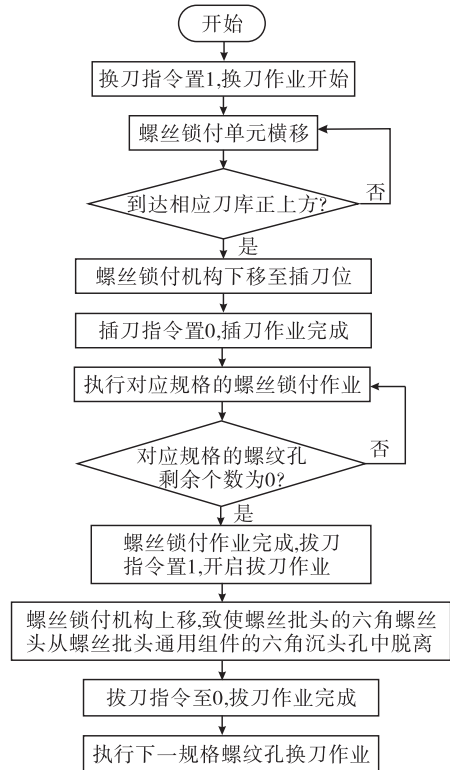 开始
换刀指令置1,换刀作业开始
螺丝锁付单元横移
到达相应刀库正上方?
否
是
螺丝锁付机构下移至插刀位
插刀指令置0,插刀作业完成
执行对应规格的螺丝锁付作业
对应规格的螺纹孔
剩余个数为0?
否
是
螺丝锁付作业完成,拔刀
指令置1,开启拔刀作业
螺丝锁付机构上移,致使螺丝批头的六角螺丝
头从螺丝批头通用组件的六角沉头孔中脱离
拔刀指令至0,拔刀作业完成
执行下一规格螺纹孔换刀作业